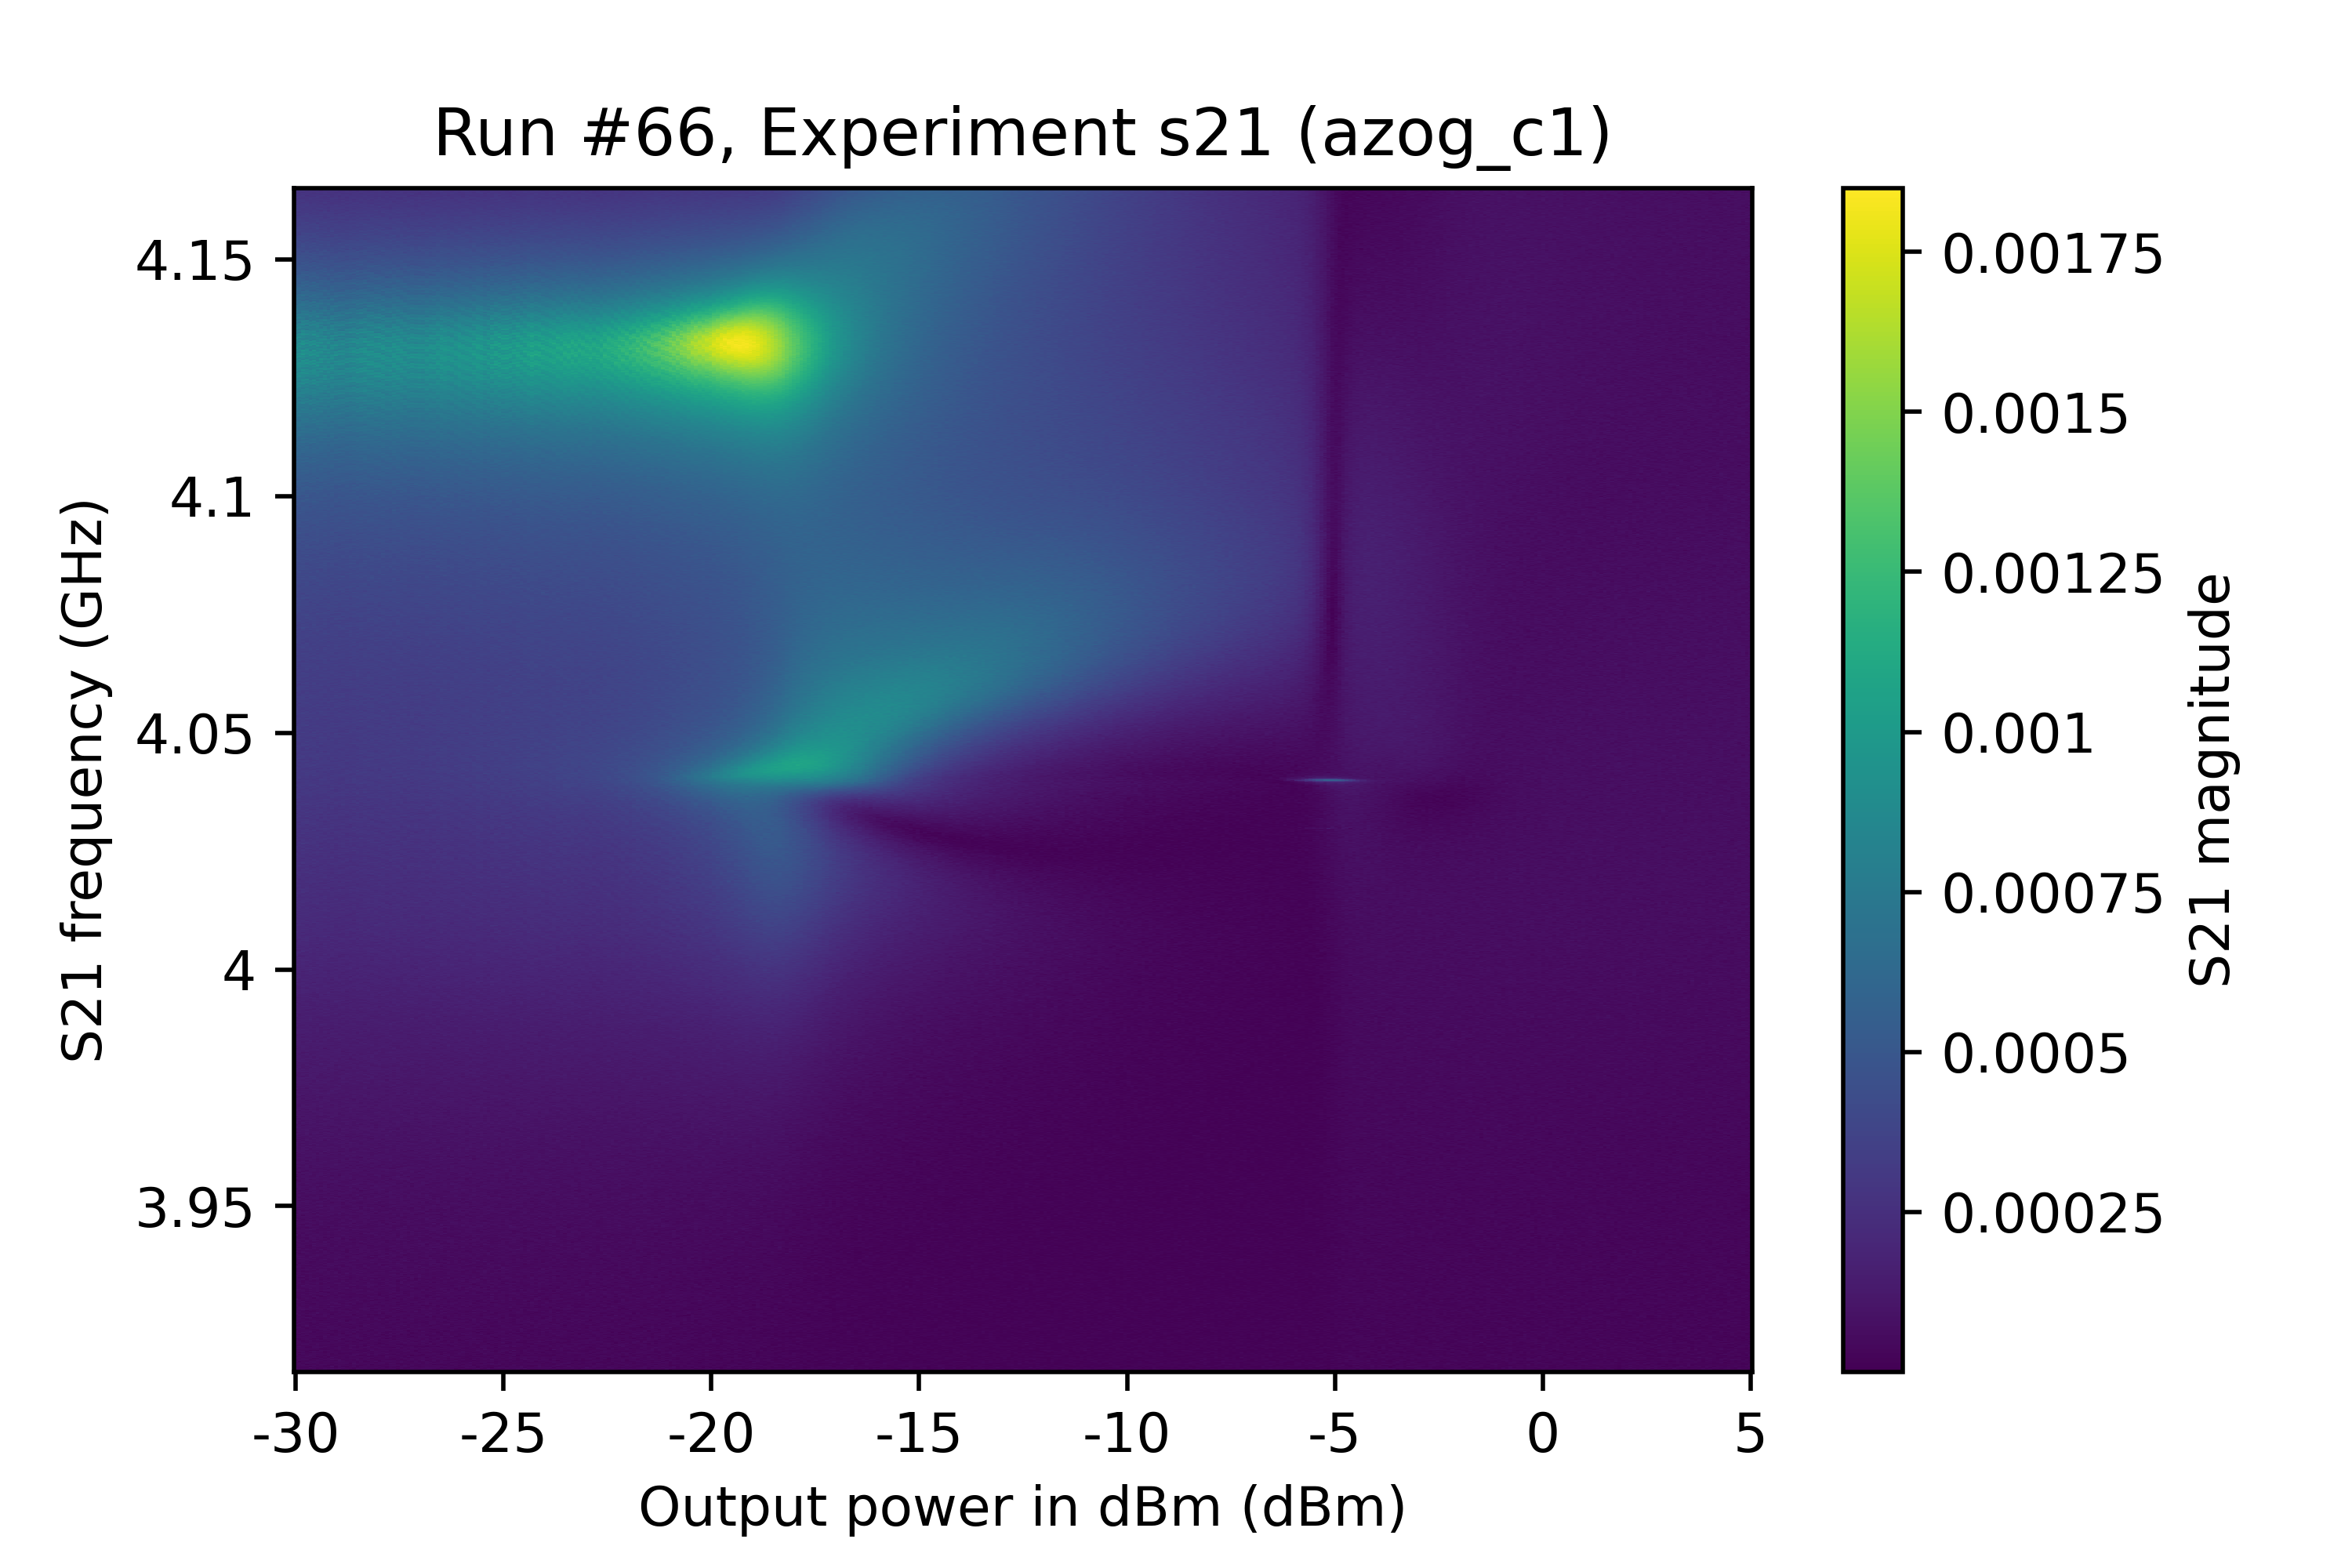 Run #66, Experiment s21 (azog_c1)
S21 frequency (GHz)
4.15
4.1
4.05
4
3.95
-30 -25 -20 -15 -10 -5 0 5
Output power in dBm (dBm)
0.00175
0.0015
0.00125
0.001
0.00075
0.0005
0.00025
S21 magnitude